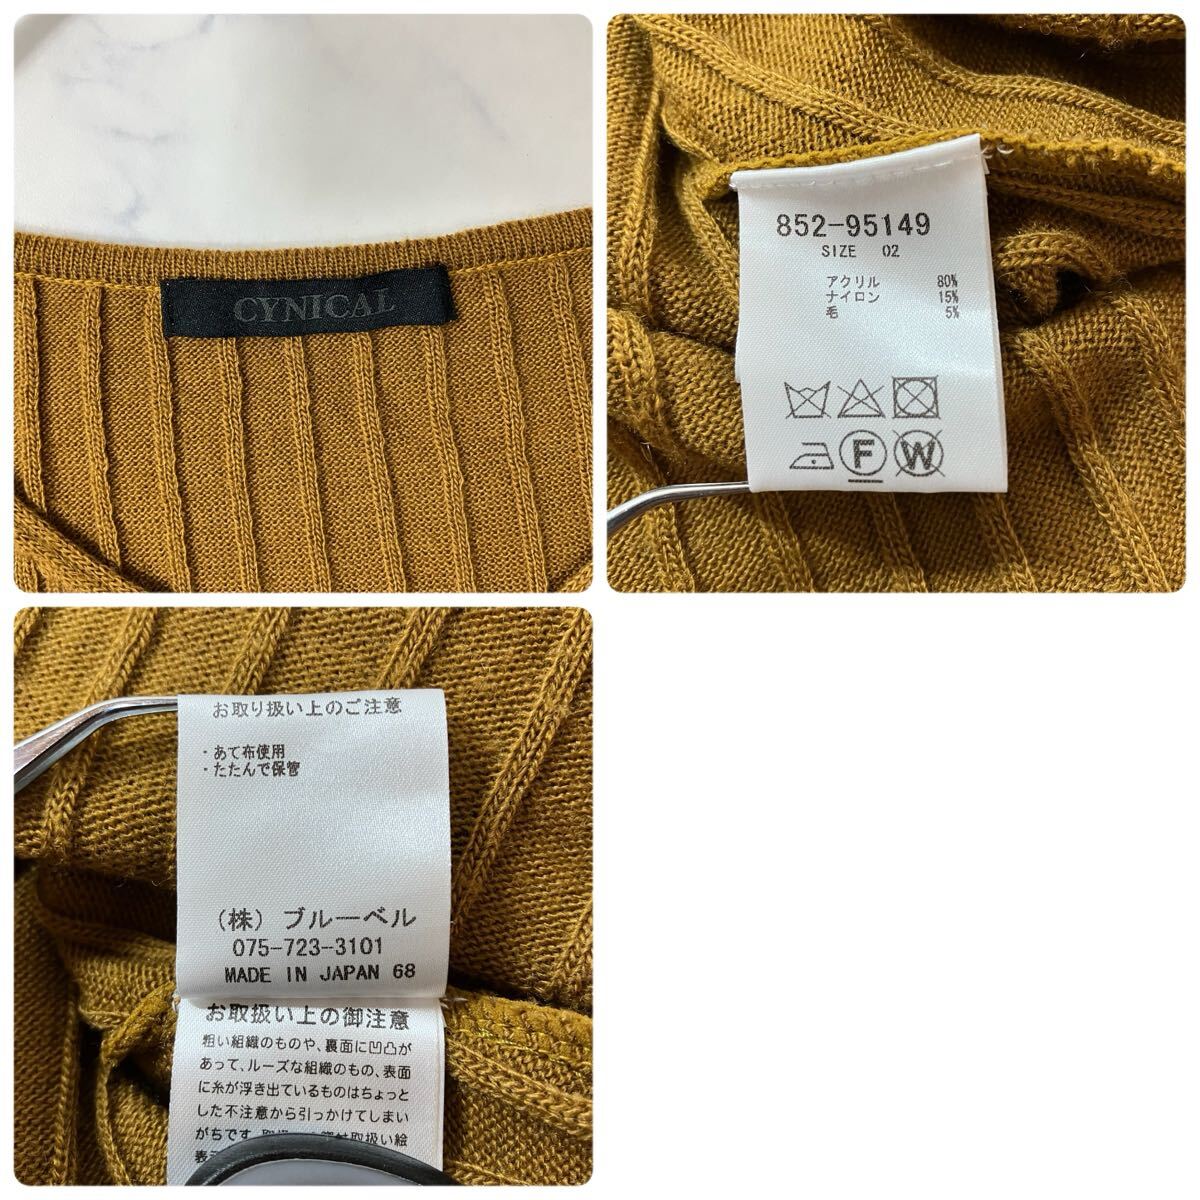 CYNICAL
852-95149
SIZE 02
アクリル 80%
ナイロン 15%
毛 5%
F W
お取り扱い上のご注意
・あて布使用
・たたんで保管
(株) ブルーベル
075-723-3101
MADE IN JAPAN 68
お取扱い上の御注意
粗い組織のものや、裏面に凹凸が
あって、ルーズな組織のもの、表面
に糸が浮き出ているものはちょっと
した不注意から引っかけてしまい
がちです。取扱い絵
表示